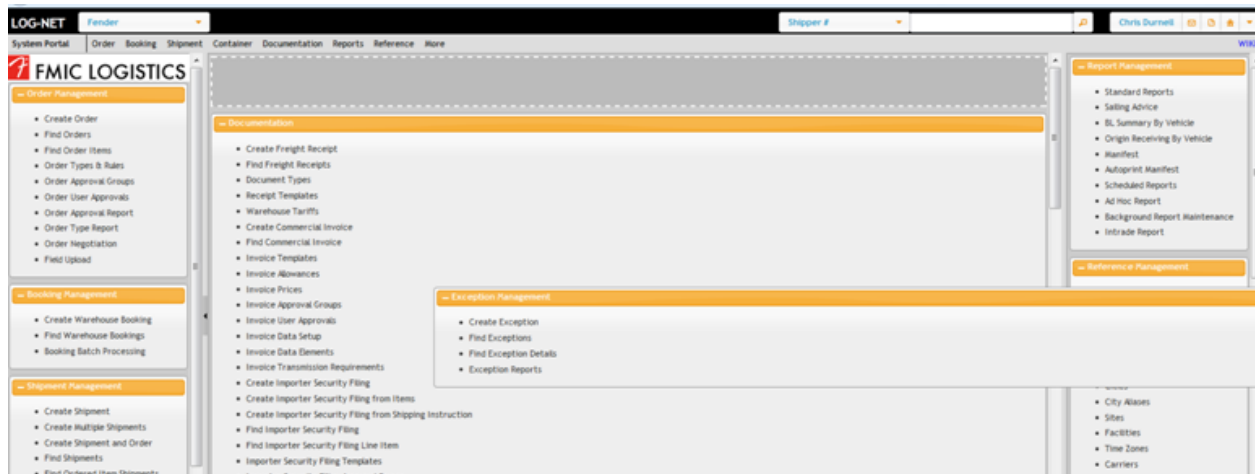 LOG-NET Fender Shipper # Chris Durnell
System Portal Order Booking Shipment Container Documentation Reports Reference More WIKI
FMIC LOGISTICS
Order Management
Create Order
Find Orders
Find Order Items
Order Types & Rules
Order Approval Groups
Order User Approvals
Order Approval Report
Order Type Report
Order Negotiation
Field Upload
Booking Management
Create Warehouse Booking
Find Warehouse Bookings
Booking Batch Processing
Shipment Management
Create Shipment
Create Multiple Shipments
Create Shipment and Order
Find Shipments
Find Ordered Item Shipments
Documentation
Create Freight Receipt
Find Freight Receipts
Document Types
Receipt Templates
Warehouse Tariffs
Create Commercial Invoice
Find Commercial Invoice
Invoice Templates
Invoice Allowances
Invoice Prices
Invoice Approval Groups
Invoice User Approvals
Invoice Data Setup
Invoice Data Elements
Invoice Transmission Requirements
Create Importer Security Filing
Create Importer Security Filing from Items
Create Importer Security Filing from Shipping Instruction
Find Importer Security Filing
Find Importer Security Filing Line Item
Importer Security Filing Templates
Exception Management
Create Exception
Find Exceptions
Find Exception Details
Exception Reports
Report Management
Standard Reports
Sailing Advice
BL Summary By Vehicle
Origin Receiving By Vehicle
Manifest
Autoprint Manifest
Scheduled Reports
Ad Hoc Report
Background Report Maintenance
Intrade Report
Reference Management
City Aliases
Sites
Facilities
Time Zones
Carriers